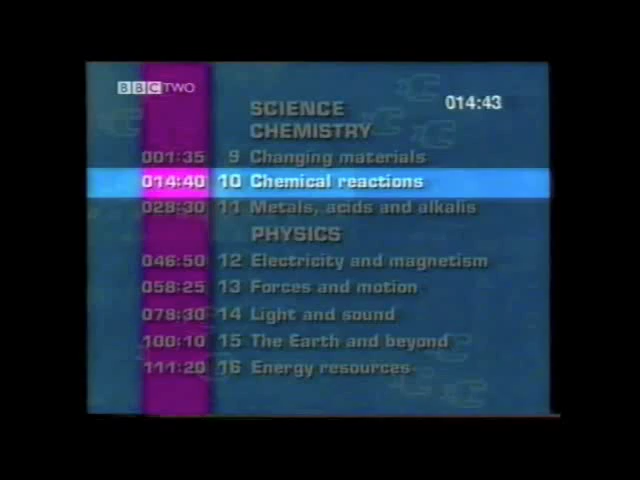 BBC TWO
014:43
SCIENCE
CHEMISTRY
001:35 9 Changing materials
014:40 10 Chemical reactions
028:30 11 Metals, acids and alkalis
PHYSICS
046:50 12 Electricity and magnetism
058:25 13 Forces and motion
078:30 14 Light and sound
100:10 15 The Earth and beyond
111:20 16 Energy resources